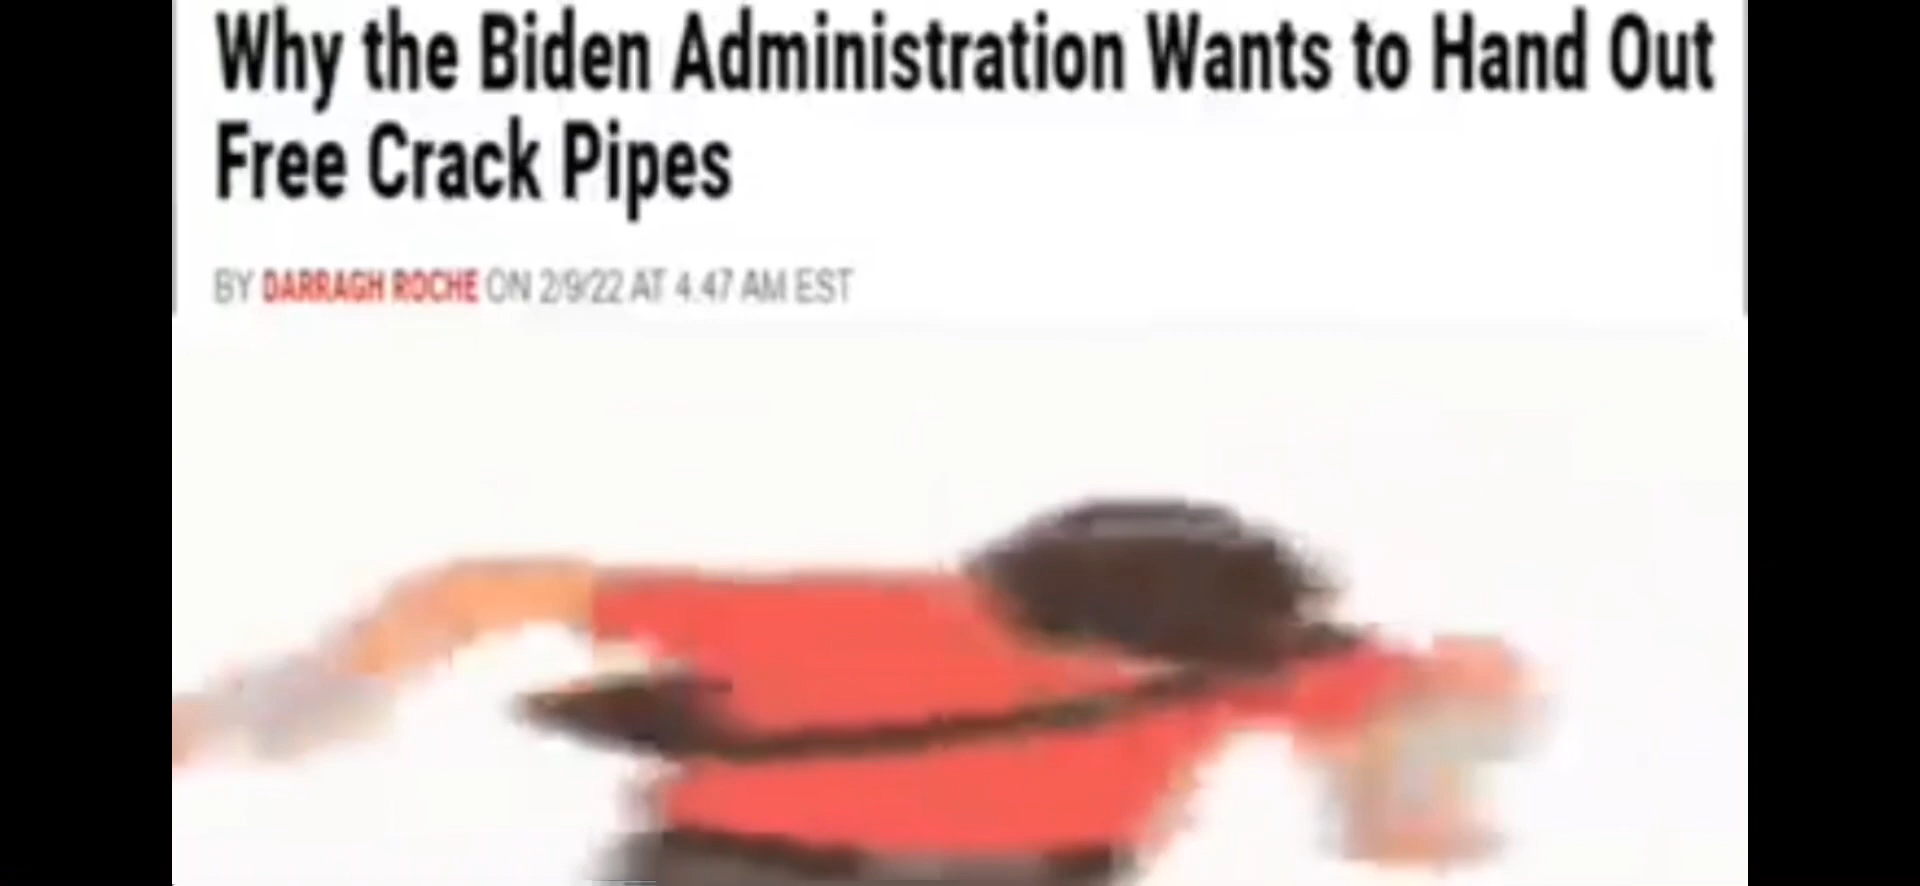 Why the Biden Administration Wants to Hand Out
Free Crack Pipes
BY DARRAGH ROCHE ON 2/9/22 AT 4:47 AM EST